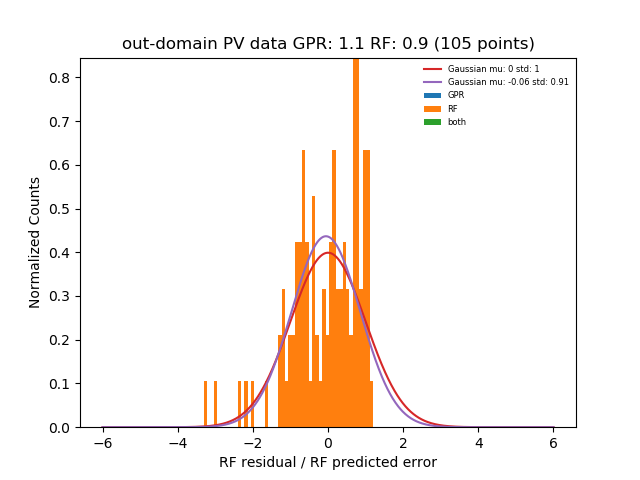 out-domain PV data GPR: 1.1 RF: 0.9 (105 points)
Gaussian mu: 0 std: 1
Gaussian mu: -0.06 std: 0.91
GPR
RF
both
Normalized Counts
0.8
0.7
0.6
0.5
0.4
0.3
0.2
0.1
0.0
−6 −4 −2 0 2 4 6
RF residual / RF predicted error